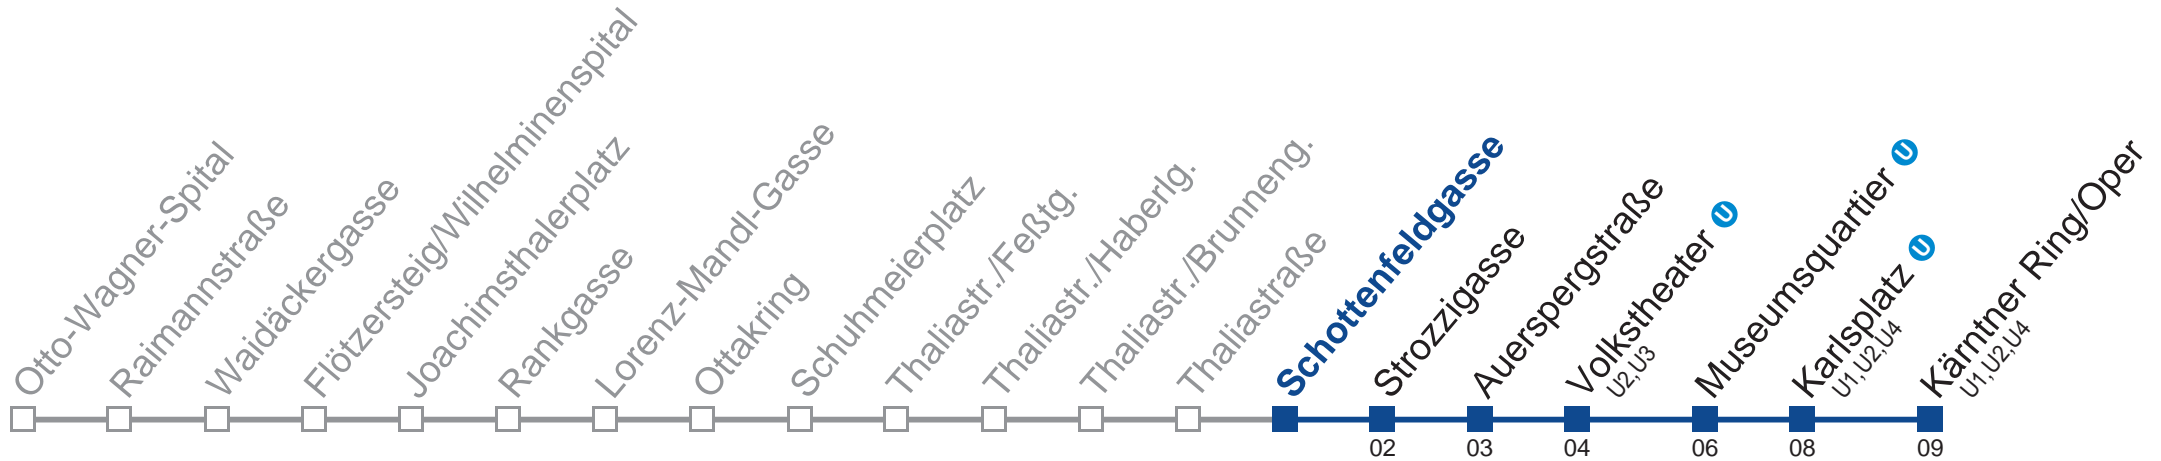 Otto-Wagner-Spital
Raimannstraße
Waidäckergasse
Flötzersteig/Wilhelminenspital
Joachimsthalerplatz
Rankgasse
Lorenz-Mandl-Gasse
Ottakring
Schuhmeierplatz
Thaliastr./Feßtg.
Thaliastr./Haberlg.
Thaliastr./Brunneng.
Thaliastraße
Schottenfeldgasse
Strozzigasse
02
Auerspergstraße
03
Volkstheater U
U2,U3
04
Museumsquartier U
06
Karlsplatz U
U1,U2,U4
08
Kärntner Ring/Oper
U1,U2,U4
09